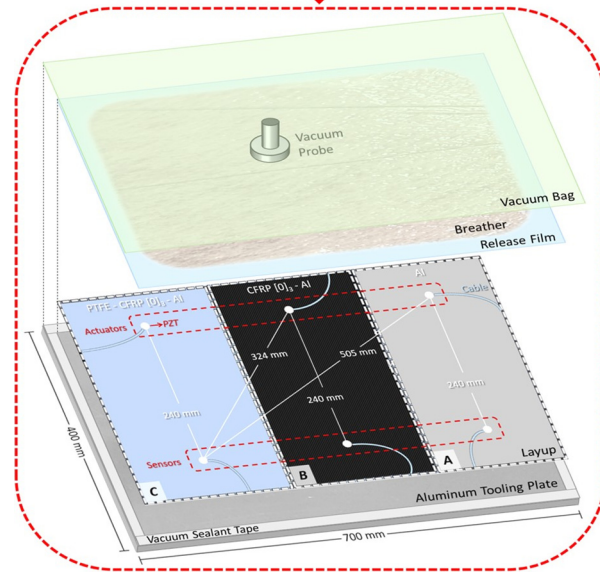 Vacuum
Probe
Vacuum Bag
Breather
Release Film
PTFE - CFRP [0]₃ - Al
CFRP [0]₃ - Al
Al
Actuators
PZT
Cable
324 mm
505 mm
240 mm
240 mm
240 mm
400 mm
Sensors
C
B
A
Layup
Aluminum Tooling Plate
Vacuum Sealant Tape
700 mm